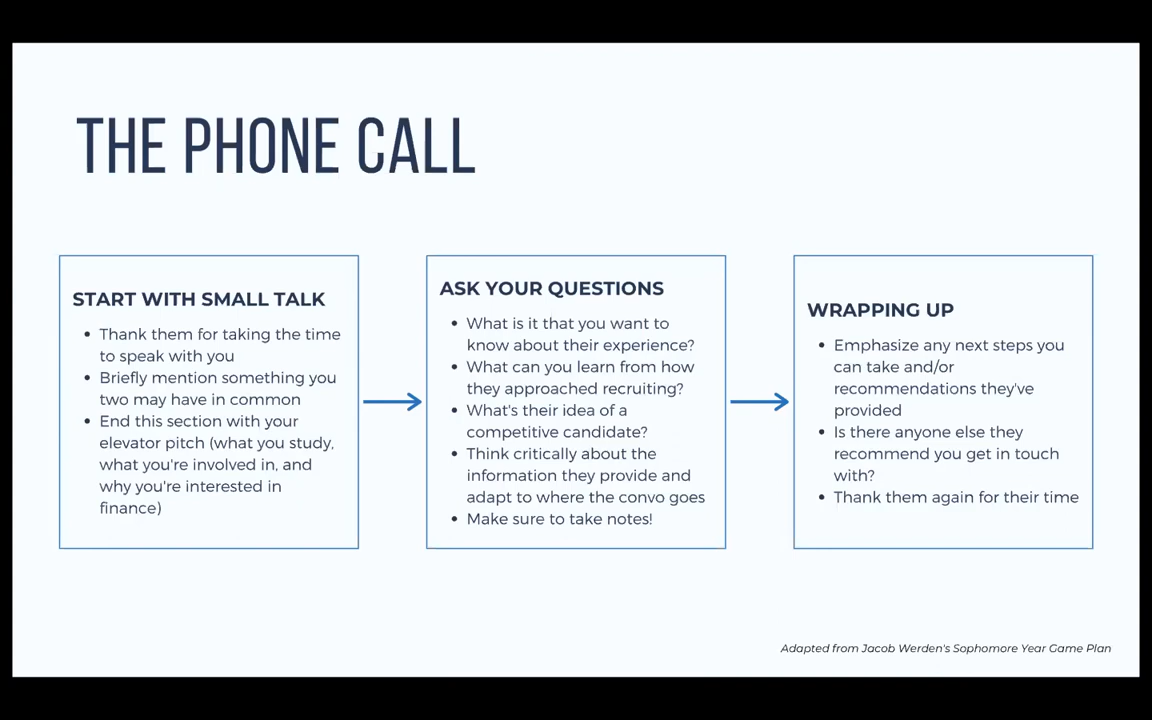 THE PHONE CALL
START WITH SMALL TALK
• Thank them for taking the time
to speak with you
• Briefly mention something you
two may have in common
• End this section with your
elevator pitch (what you study,
what you're involved in, and
why you're interested in
finance)
ASK YOUR QUESTIONS
• What is it that you want to
know about their experience?
• What can you learn from how
they approached recruiting?
• What's their idea of a
competitive candidate?
• Think critically about the
information they provide and
adapt to where the convo goes
• Make sure to take notes!
WRAPPING UP
• Emphasize any next steps you
can take and/or
recommendations they've
provided
• Is there anyone else they
recommend you get in touch
with?
• Thank them again for their time
Adapted from Jacob Werden's Sophomore Year Game Plan